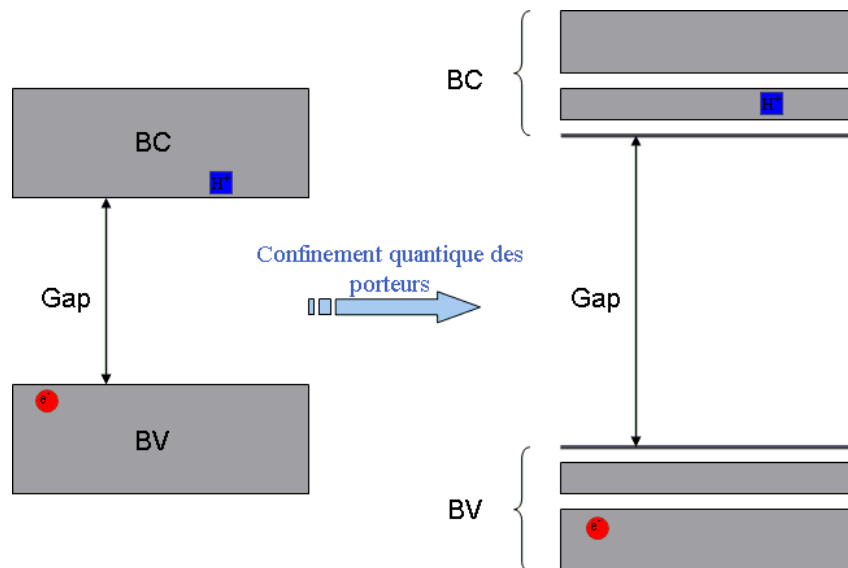 BC
H+
Gap
e-
BV
Confinement quantique des
porteurs
BC
H+
Gap
BV
e-